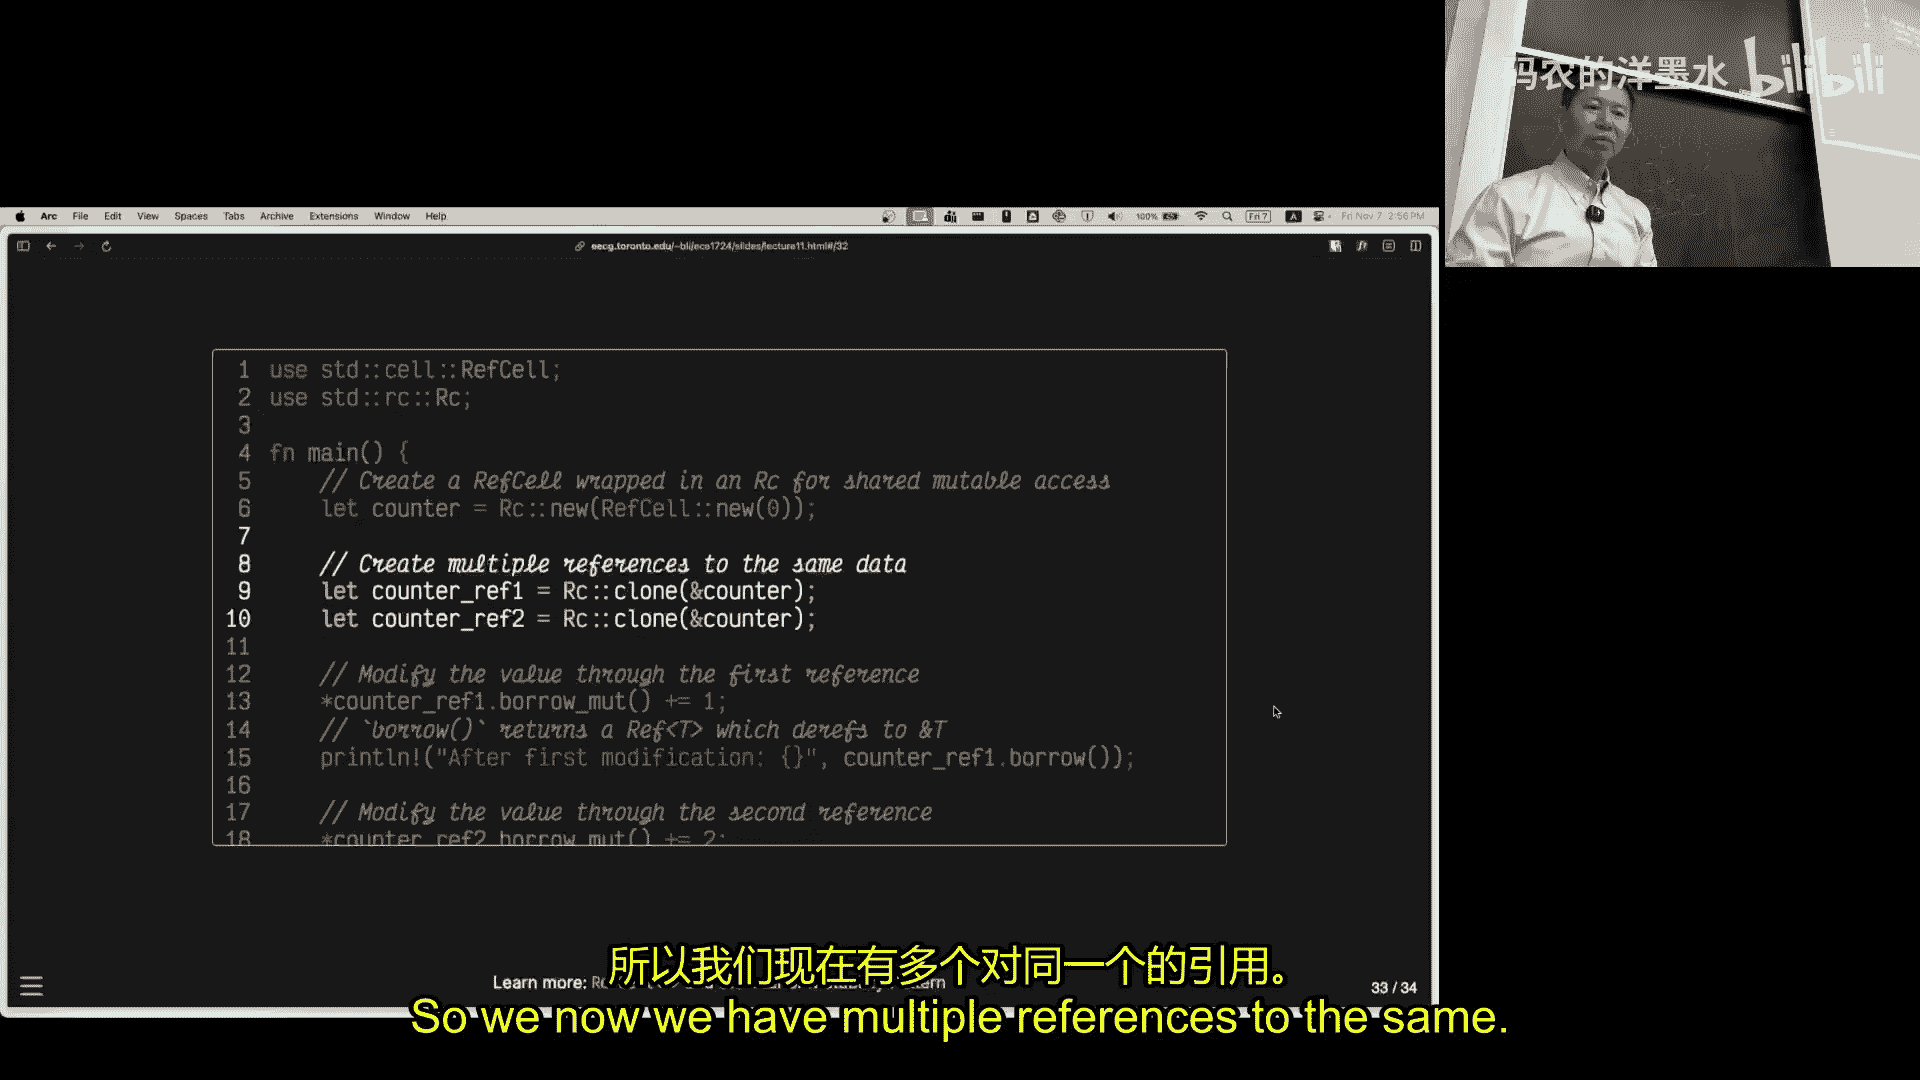 码农的洋墨水 bilibili
Arc File Edit View Spaces Tabs Archive Extensions Window Help
100% Fri 7 A Fri Nov 7 2:56 PM
eecg.toronto.edu/~bli/ece1724/slides/lecture11.html#/32
1 use std::cell::RefCell;
2 use std::rc::Rc;
3
4 fn main() {
5 // Create a RefCell wrapped in an Rc for shared mutable access
6 let counter = Rc::new(RefCell::new(0));
7
8 // Create multiple references to the same data
9 let counter_ref1 = Rc::clone(&counter);
10 let counter_ref2 = Rc::clone(&counter);
11
12 // Modify the value through the first reference
13 *counter_ref1.borrow_mut() += 1;
14 // `borrow()` returns a Ref<T> which derefs to &T
15 println!("After first modification: {}", counter_ref1.borrow());
16
17 // Modify the value through the second reference
18 *counter_ref2.borrow_mut() += 2;
Learn more:
33 / 34
所以我们现在有多个对同一个的引用。
So we now we have multiple references to the same.